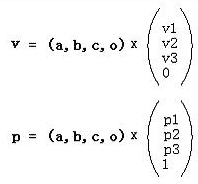 v1
v2
v = (a,b,c,o) x
v3
0
p1
p2
p = (a,b,c,o) x
p3
1